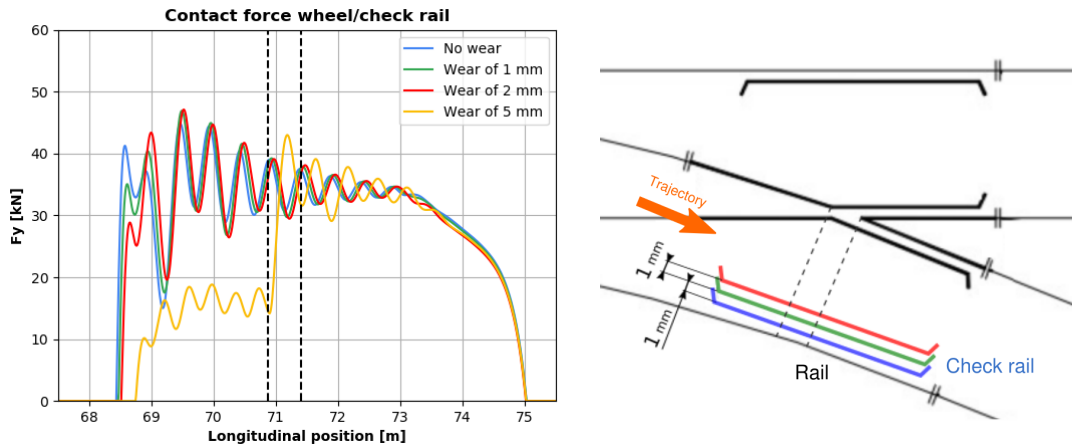 Contact force wheel/check rail
Fy [kN]
60
50
40
30
20
10
0
No wear
Wear of 1 mm
Wear of 2 mm
Wear of 5 mm
68
69
70
71
72
73
74
75
Longitudinal position [m]
Trajectory
1 mm
1 mm
Rail
Check rail